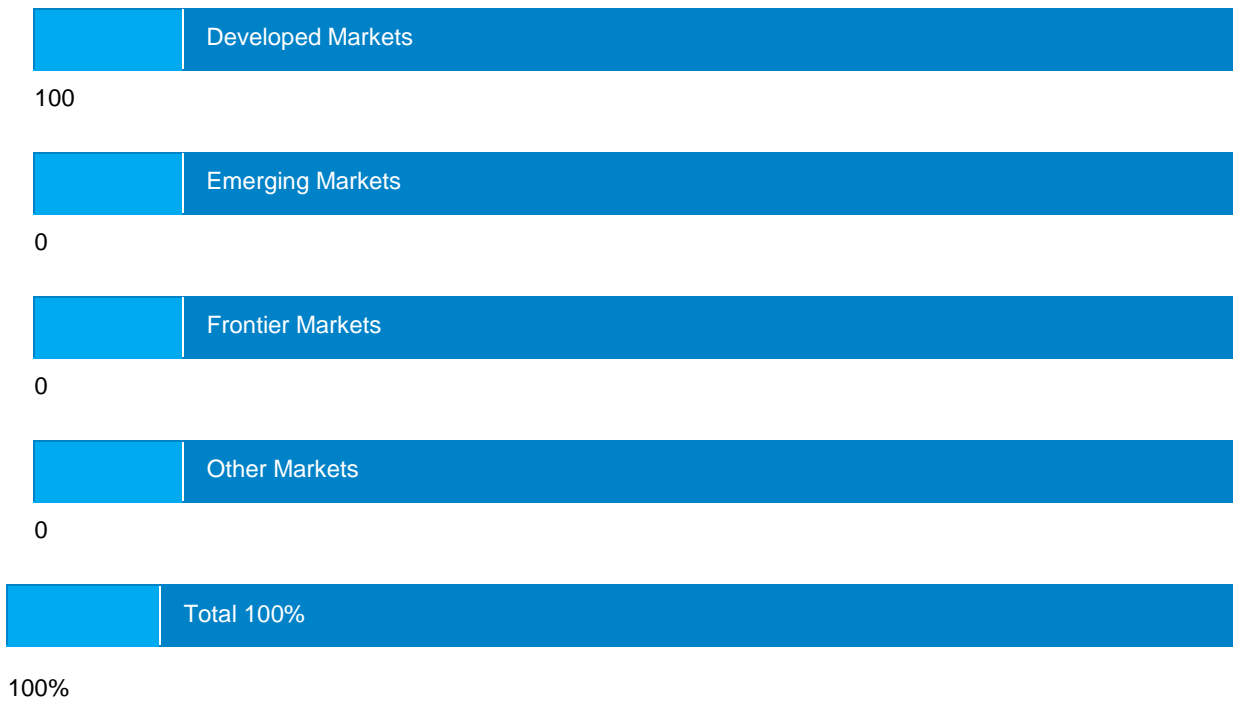 Developed Markets
100
Emerging Markets
0
Frontier Markets
0
Other Markets
0
Total 100%
100%